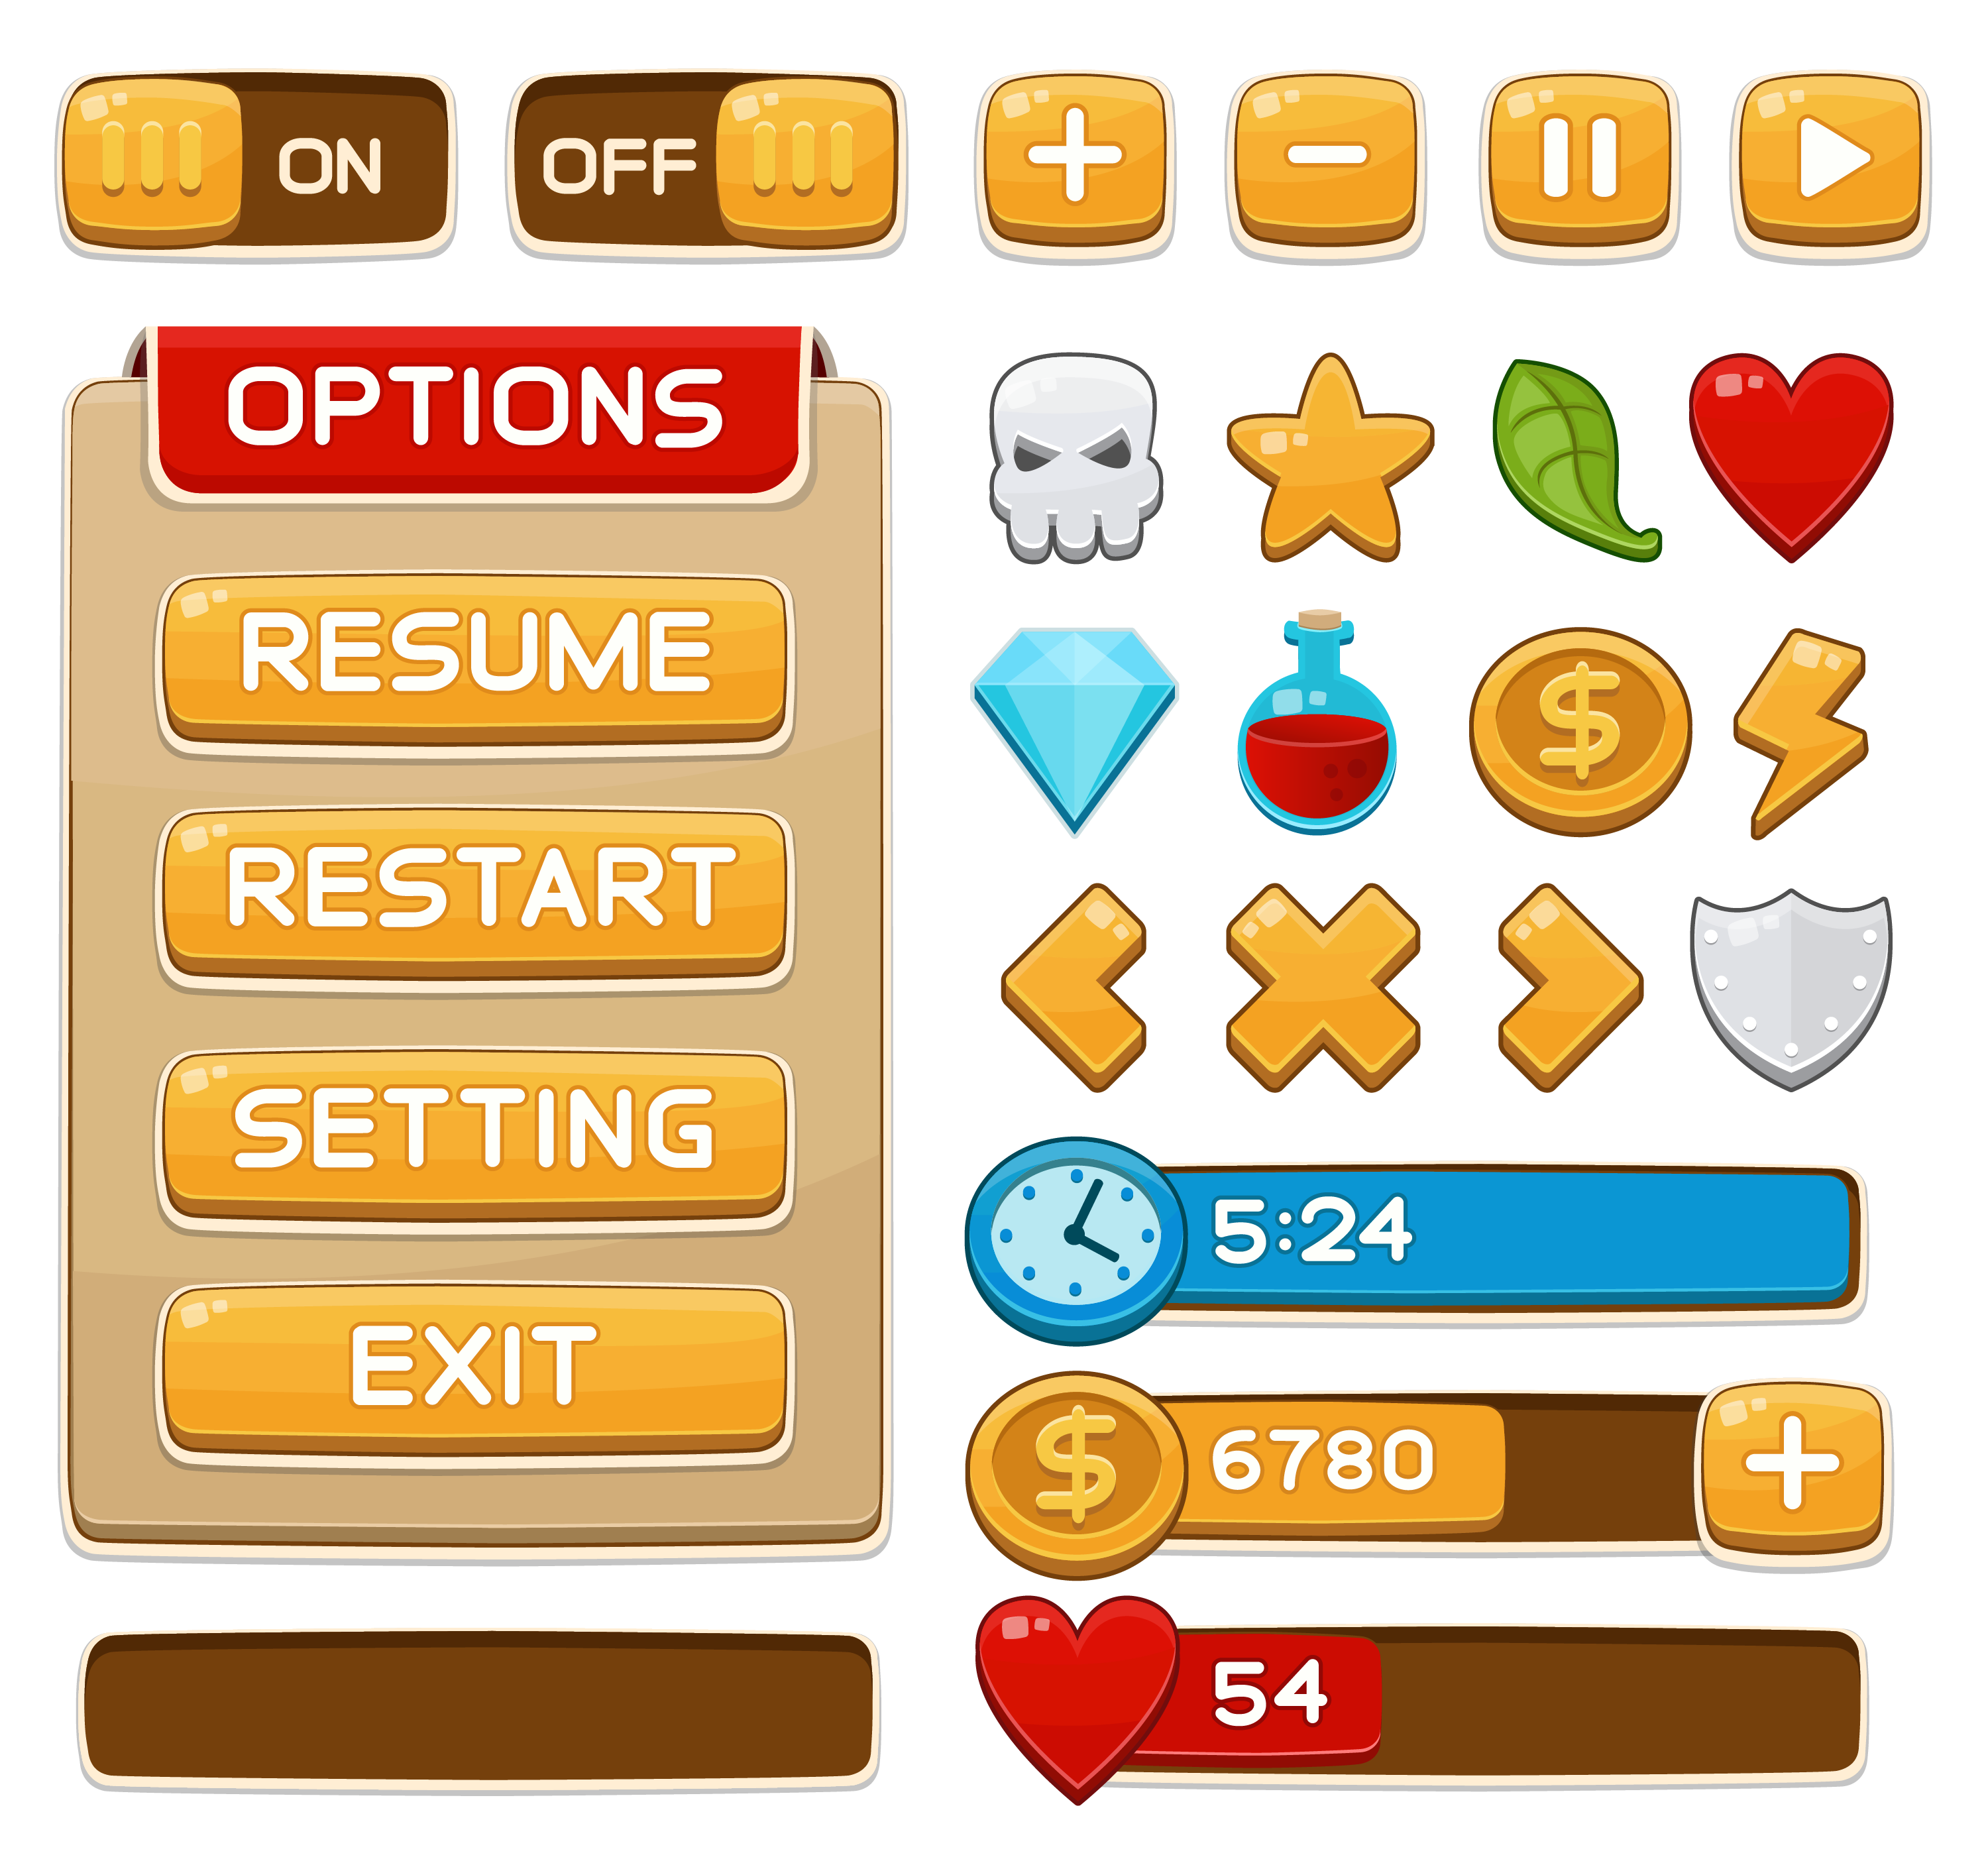 ON
OFF
OPTIONS
RESUME
RESTART
SETTING
EXIT
$
5:24
$
6780
54